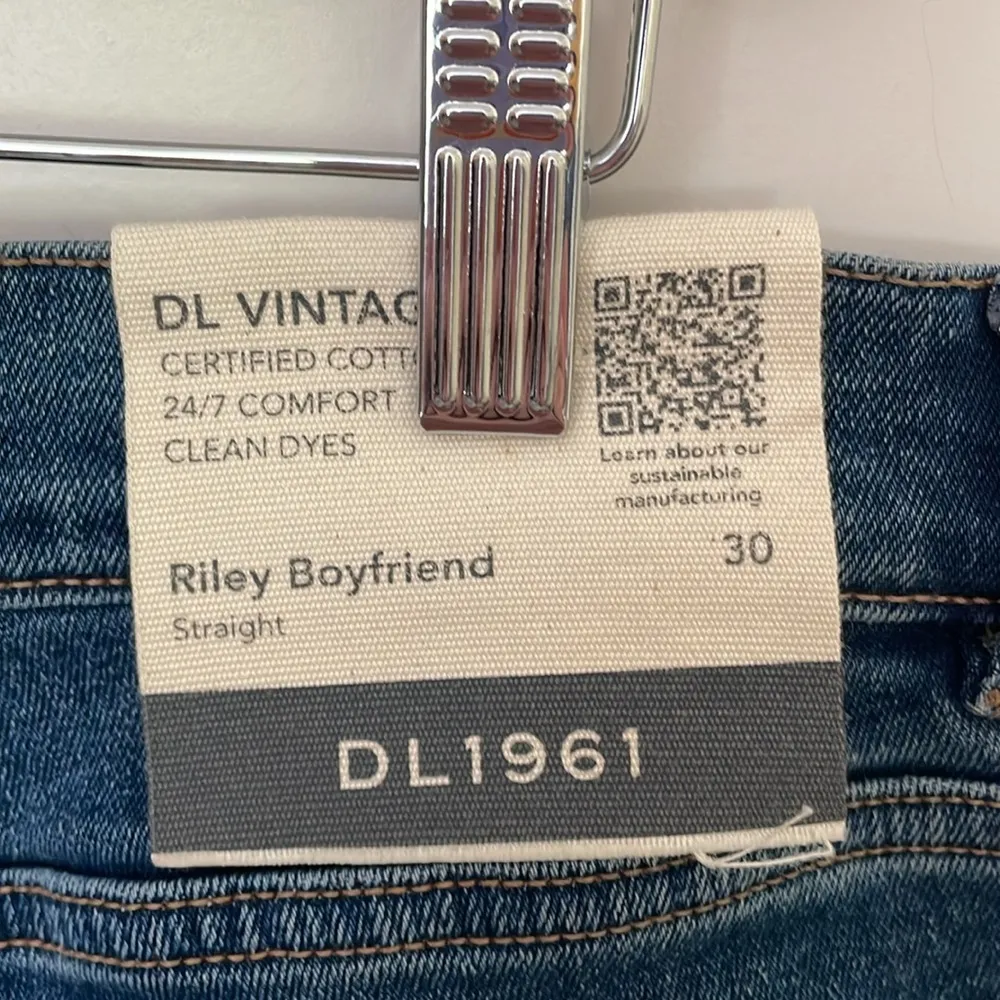 DL VINTAG
CERTIFIED COTT
24/7 COMFORT
CLEAN DYES
Learn about our
sustainable
manufacturing
Riley Boyfriend
30
Straight
DL1961